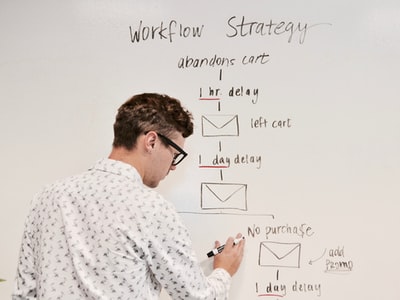 Workflow Strategy
abandons cart
1 hr. delay
left cart
1 day delay
No purchase
add
PROMO
1 day delay